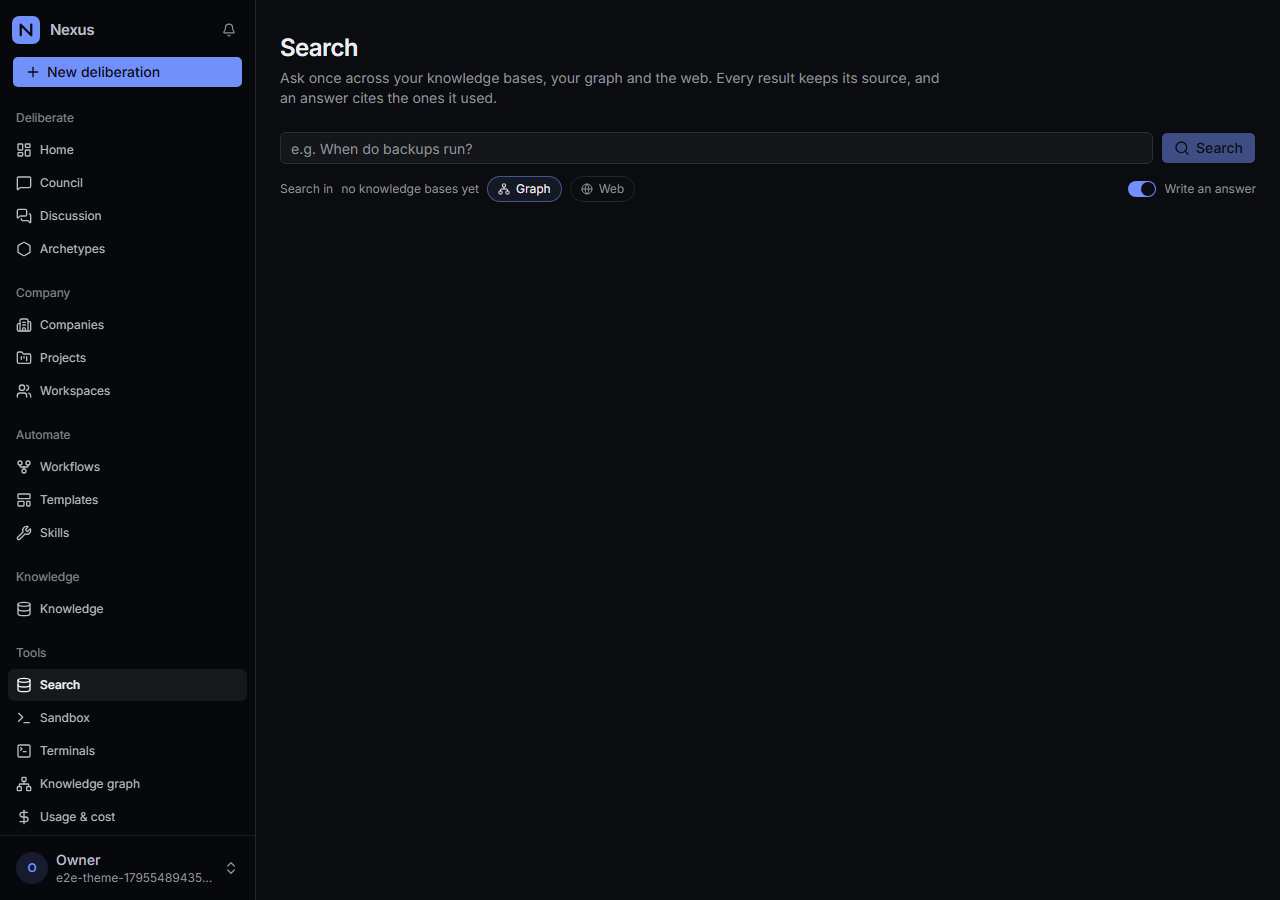 Nexus
New deliberation
Deliberate
Home
Council
Discussion
Archetypes
Company
Companies
Projects
Workspaces
Automate
Workflows
Templates
Skills
Knowledge
Knowledge
Tools
Search
Sandbox
Terminals
Knowledge graph
Usage & cost
O
Owner
e2e-theme-17955489435...
Search
Ask once across your knowledge bases, your graph and the web. Every result keeps its source, and
an answer cites the ones it used.
e.g. When do backups run?
Search
Search in no knowledge bases yet Graph Web
Write an answer